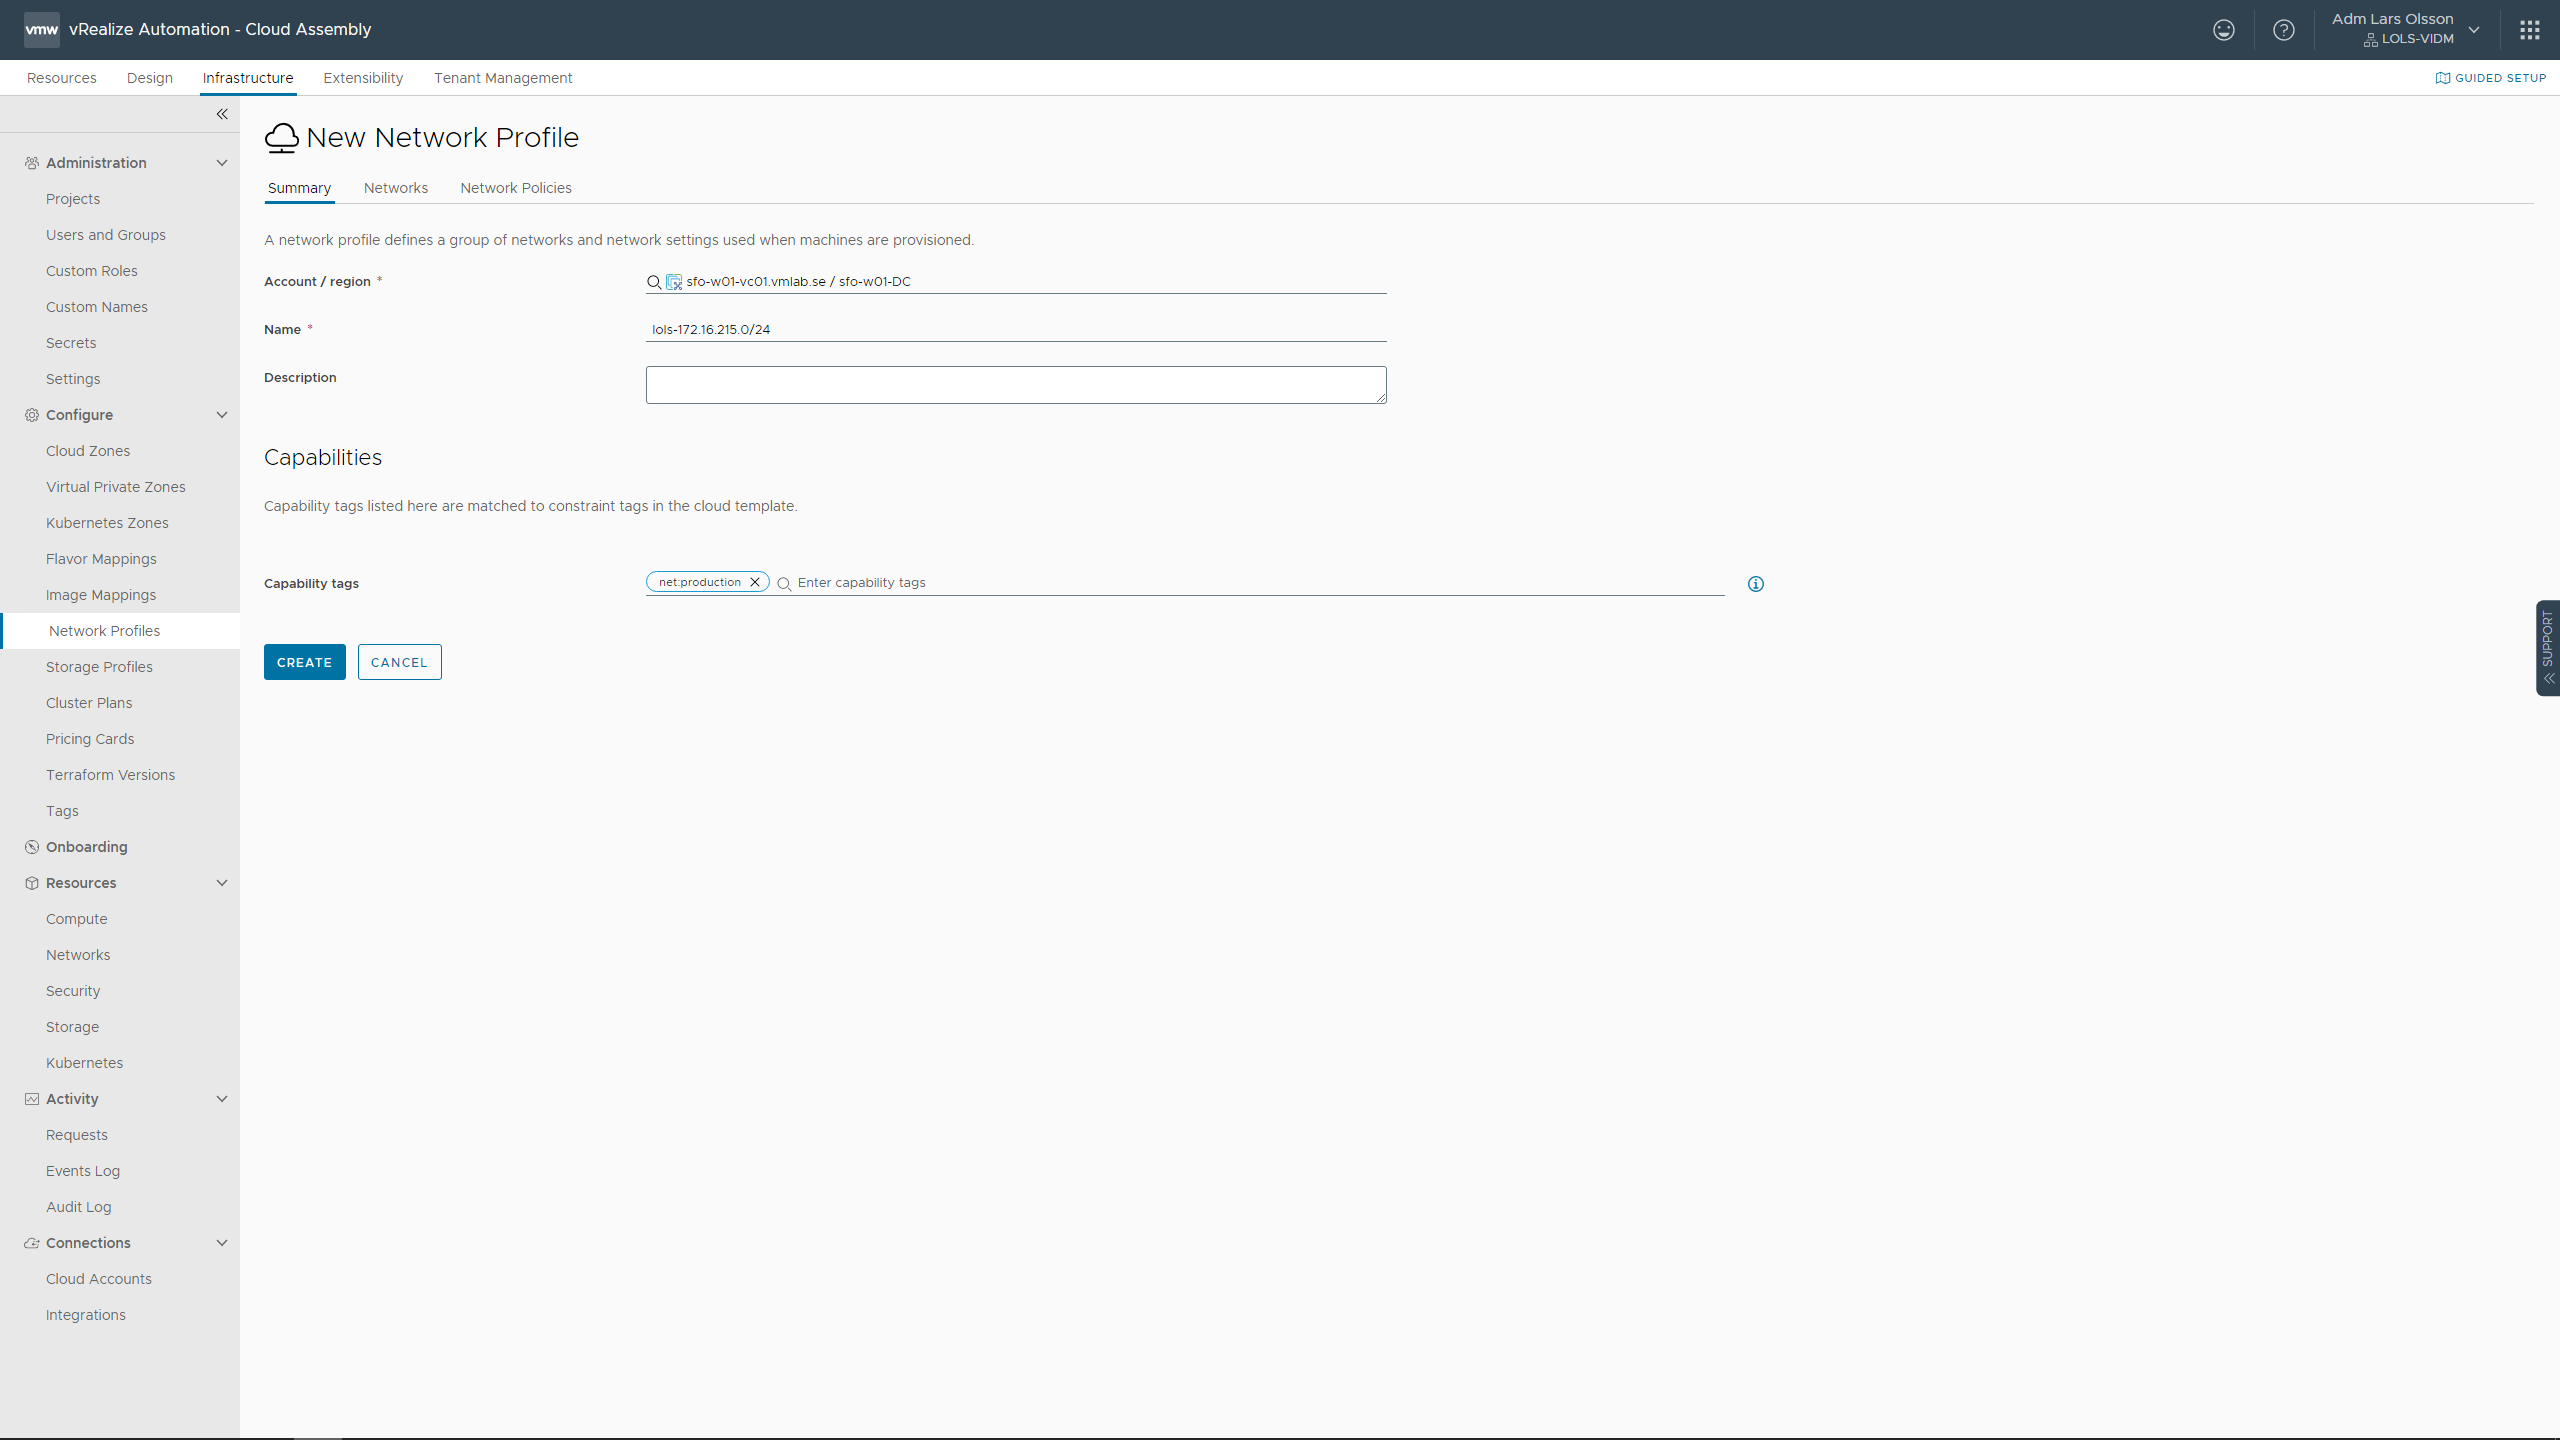 vmw vRealize Automation - Cloud Assembly
Adm Lars Olsson
LOLS-VIDM
Resources Design Infrastructure Extensibility Tenant Management
GUIDED SETUP
Administration
Projects
Users and Groups
Custom Roles
Custom Names
Secrets
Settings
Configure
Cloud Zones
Virtual Private Zones
Kubernetes Zones
Flavor Mappings
Image Mappings
Network Profiles
Storage Profiles
Cluster Plans
Pricing Cards
Terraform Versions
Tags
Onboarding
Resources
Compute
Networks
Security
Storage
Kubernetes
Activity
Requests
Events Log
Audit Log
Connections
Cloud Accounts
Integrations
New Network Profile
Summary Networks Network Policies
A network profile defines a group of networks and network settings used when machines are provisioned.
Account / region * sfo-w01-vc01.vmlab.se / sfo-w01-DC
Name * lols-172.16.215.0/24
Description
Capabilities
Capability tags listed here are matched to constraint tags in the cloud template.
Capability tags net:production Enter capability tags
CREATE CANCEL
SUPPORT